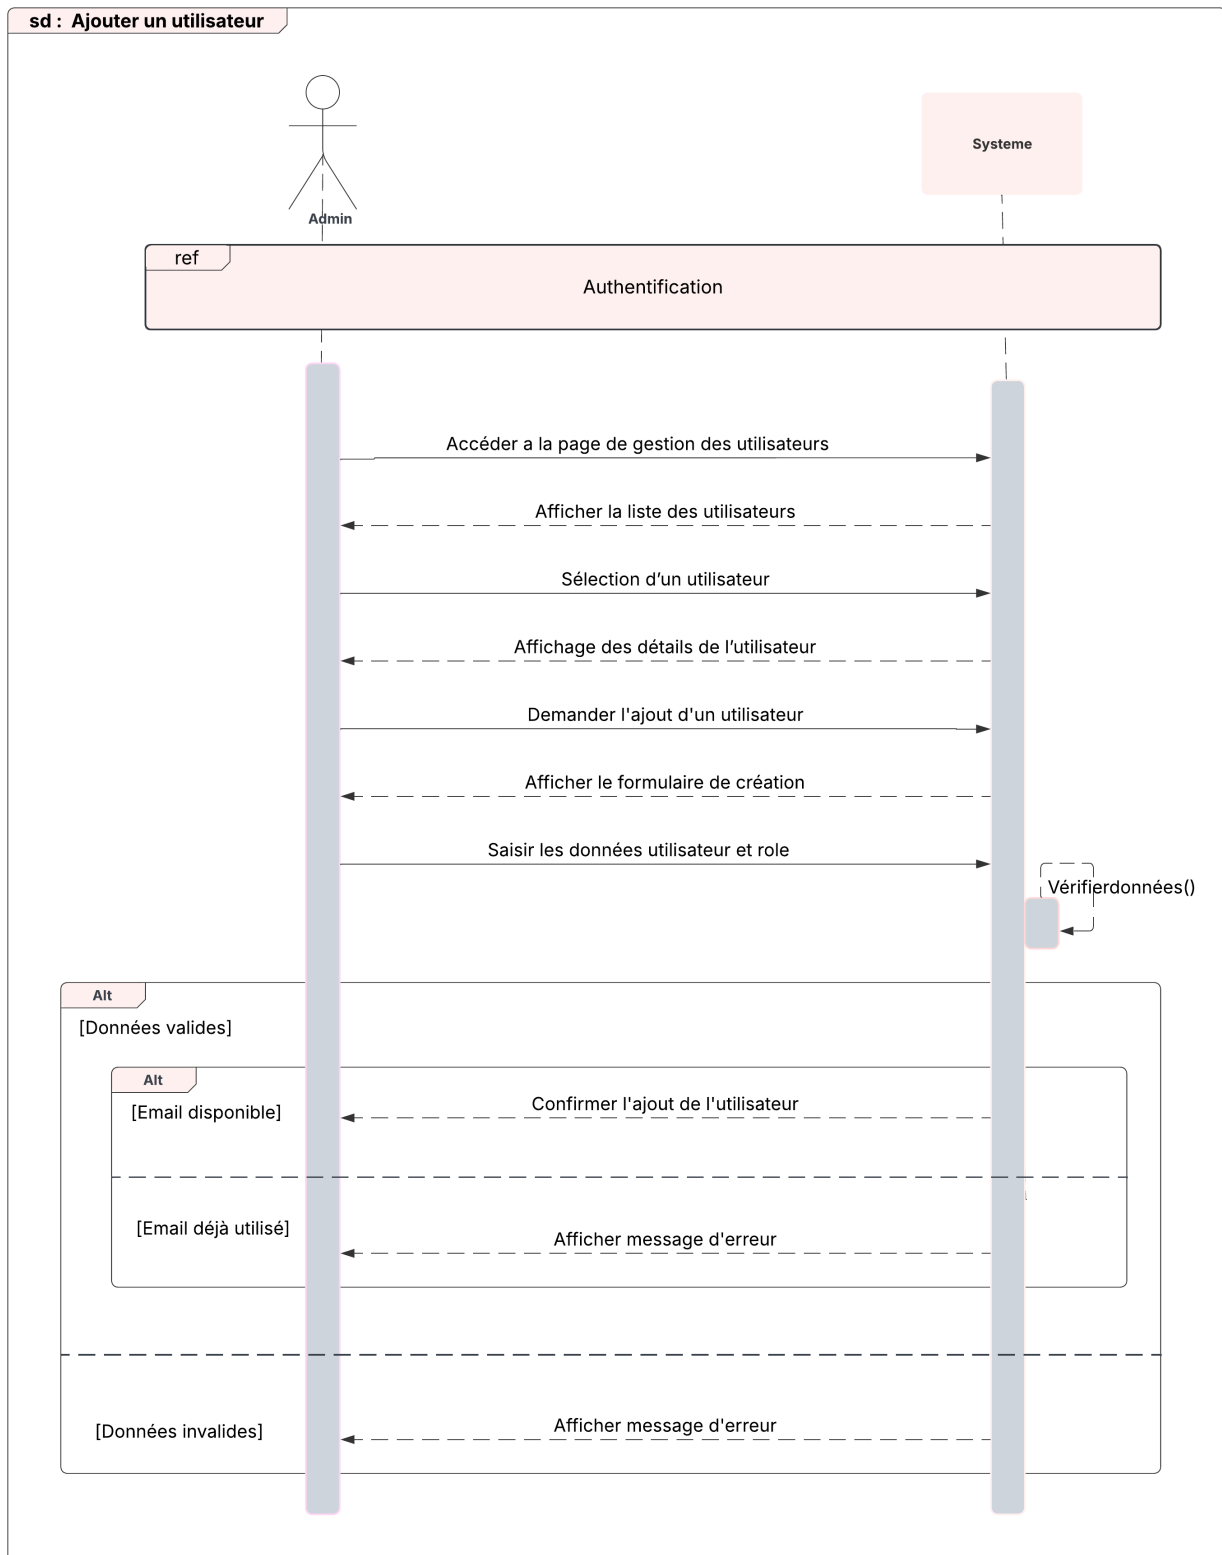 sd :  Ajouter un utilisateur
Systeme
Admin
ref
Authentification
Accéder a la page de gestion des utilisateurs
Afficher la liste des utilisateurs
Sélection d’un utilisateur
Affichage des détails de l’utilisateur
Demander l'ajout d'un utilisateur
Afficher le formulaire de création
Saisir les données utilisateur et role
Vérifierdonnées()
Alt
[Données valides]
Alt
[Email disponible]
Confirmer l'ajout de l'utilisateur
[Email déjà utilisé]
Afficher message d'erreur
[Données invalides]
Afficher message d'erreur